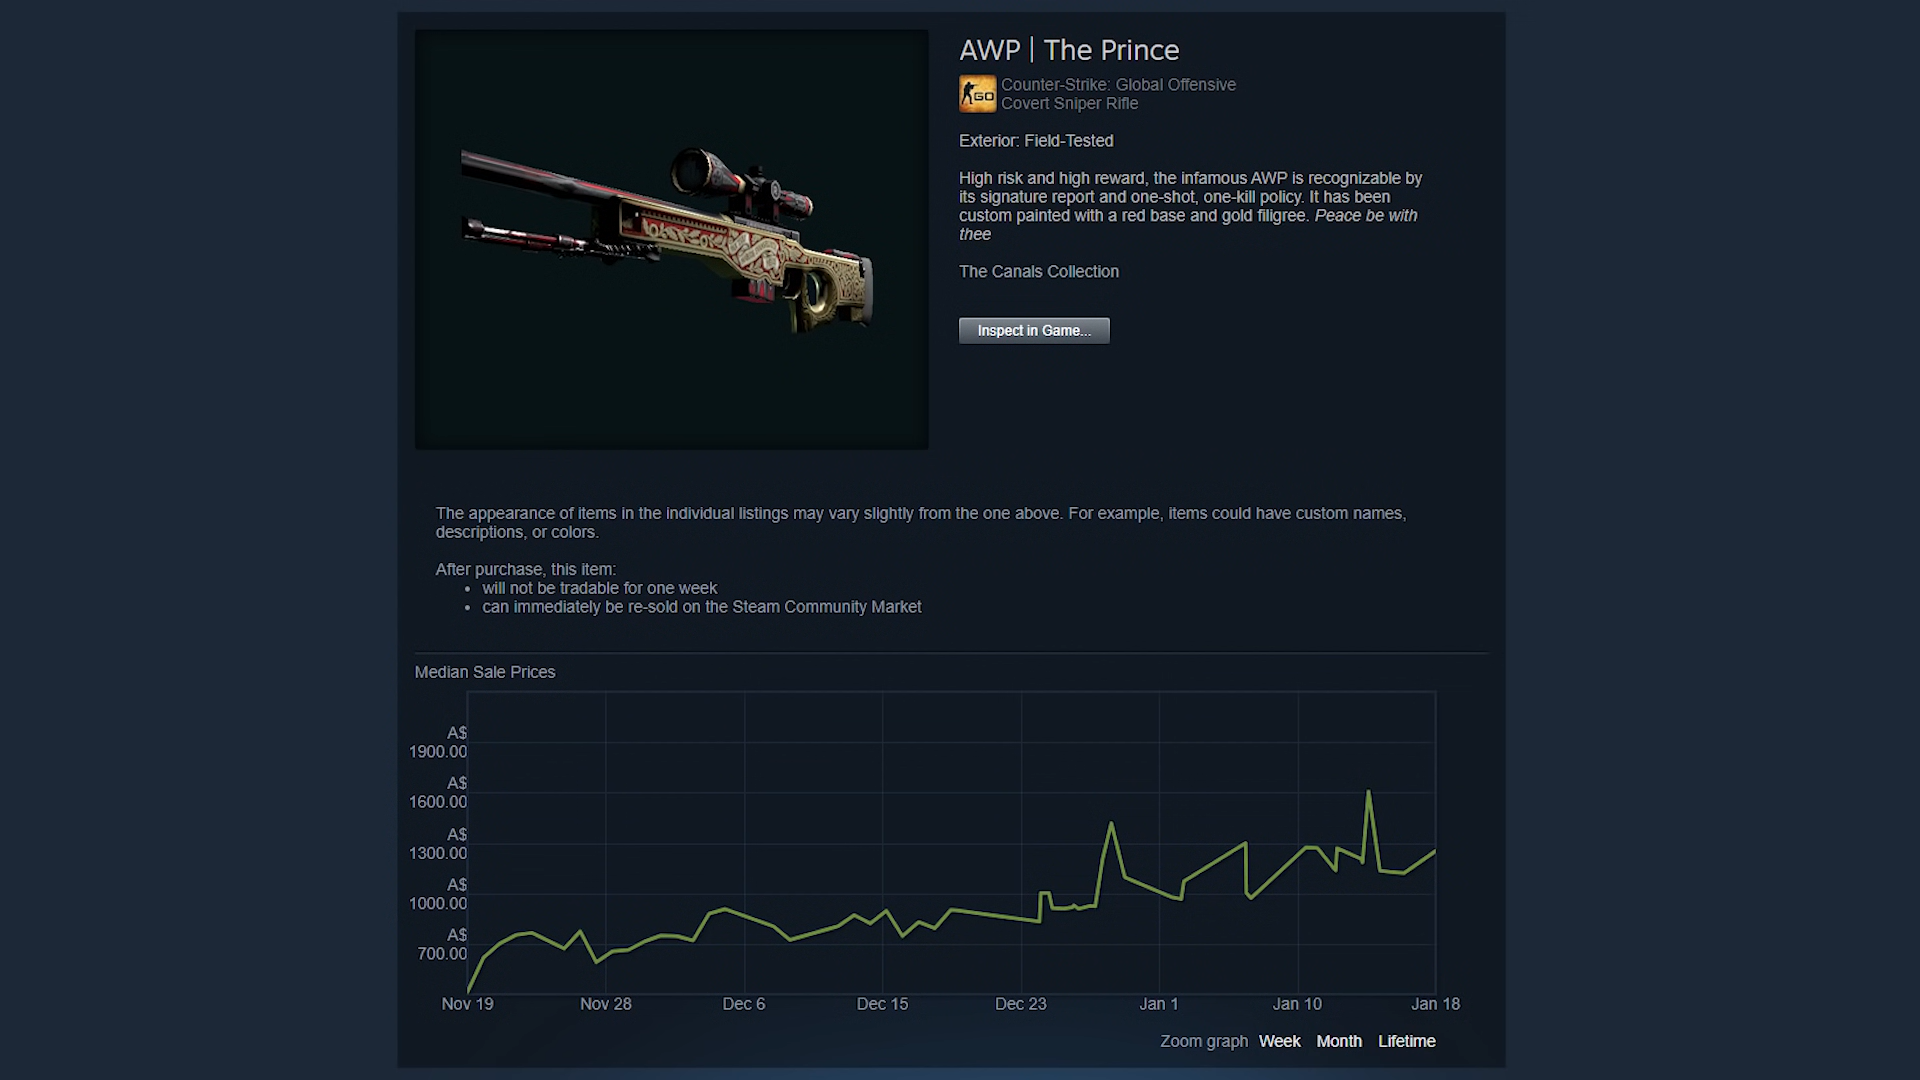 AWP | The Prince
Counter-Strike: Global Offensive
GO
Covert Sniper Rifle
Exterior: Field-Tested
High risk and high reward, the infamous AWP is recognizable by
its signature report and one-shot, one-kill policy. It has been
custom painted with a red base and gold filigree. Peace be with
thee
The Canals Collection
Inspect in Game...
The appearance of items in the individual listings may vary slightly from the one above. For example, items could have custom names,
descriptions, or colors.
After purchase, this item:
• will not be tradable for one week
• can immediately be re-sold on the Steam Community Market
Median Sale Prices
A$
1900.00
A$
1600.00
A$
1300.00
A$
1000.00
A$
700.00
Nov 19 Nov 28 Dec 6 Dec 15 Dec 23 Jan 1 Jan 10 Jan 18
Zoom graph Week Month Lifetime